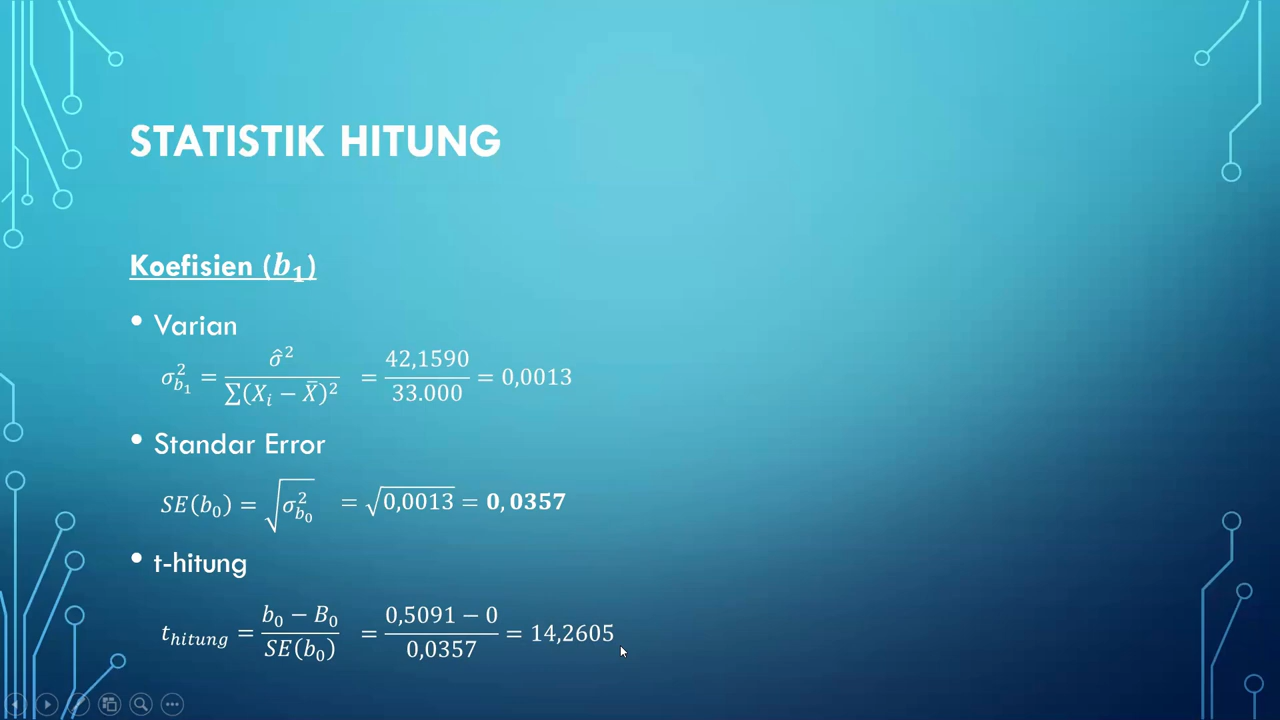 STATISTIK HITUNG
Koefisien (𝒃₁)
• Varian
σ̂²
σ²_b₁ = ―――――― = 42,1590 / 33.000 = 0,0013
∑(Xᵢ − X̄)²
• Standar Error
SE(b₀) = √σ²_b₀ = √0,0013 = 0,0357
• t-hitung
t_hitung = (b₀ − B₀) / SE(b₀) = (0,5091 − 0) / 0,0357 = 14,2605